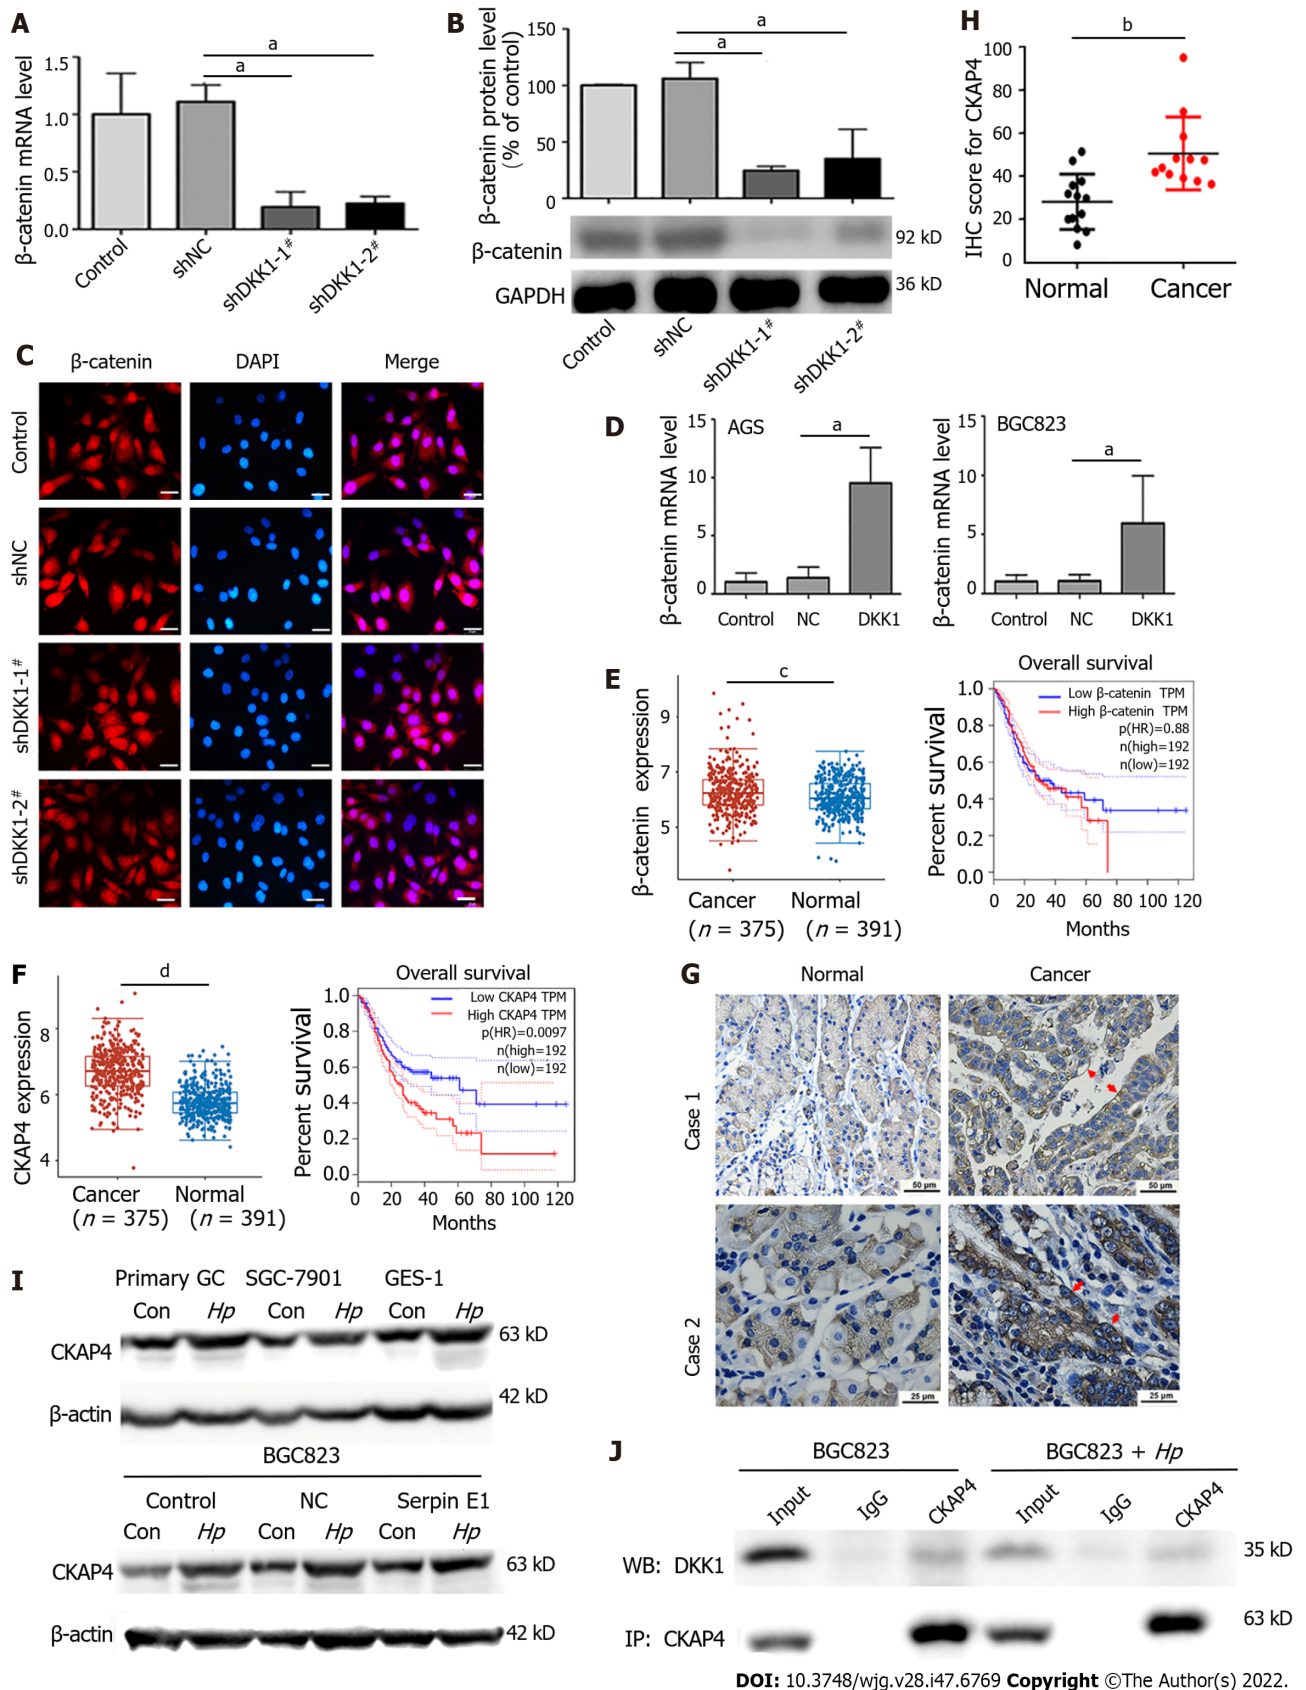 A
β-catenin mRNA level
1.5
1.0
0.5
0.0
a
a
Control
shNC
shDKK1-1#
shDKK1-2#
B
β-catenin protein level
(% of control)
150
100
50
0
a
a
β-catenin
92 kD
GAPDH
36 kD
Control
shNC
shDKK1-1#
shDKK1-2#
H
IHC score for CKAP4
100
80
60
40
20
0
b
Normal
Cancer
C
β-catenin
DAPI
Merge
Control
shNC
shDKK1-1#
shDKK1-2#
D
β-catenin mRNA level
15
10
5
0
AGS
a
Control
NC
DKK1
β-catenin mRNA level
15
10
5
0
BGC823
a
Control
NC
DKK1
E
β-catenin expression
9
7
5
c
Cancer
(n = 375)
Normal
(n = 391)
Overall survival
Percent survival
1.0
0.8
0.6
0.4
0.2
0.0
Low β-catenin TPM
High β-catenin TPM
p(HR)=0.88
n(high=192
n(low)=192
0 20 40 60 80 100 120
Months
F
CKAP4 expression
8
6
4
d
Cancer
(n = 375)
Normal
(n = 391)
Overall survival
Percent survival
1.0
0.8
0.6
0.4
0.2
0.0
Low CKAP4 TPM
High CKAP4 TPM
p(HR)=0.0097
n(high=192
n(low)=192
0 20 40 60 80 100 120
Months
G
Normal
Cancer
Case 1
50 μm
50 μm
Case 2
25 μm
25 μm
I
Primary GC SGC-7901 GES-1
Con Hp Con Hp Con Hp
CKAP4
63 kD
β-actin
42 kD
BGC823
Control NC Serpin E1
Con Hp Con Hp Con Hp
CKAP4
63 kD
β-actin
42 kD
J
BGC823
BGC823 + Hp
Input IgG CKAP4 Input IgG CKAP4
WB: DKK1
35 kD
IP: CKAP4
63 kD
DOI: 10.3748/wjg.v28.i47.6769 Copyright ©The Author(s) 2022.